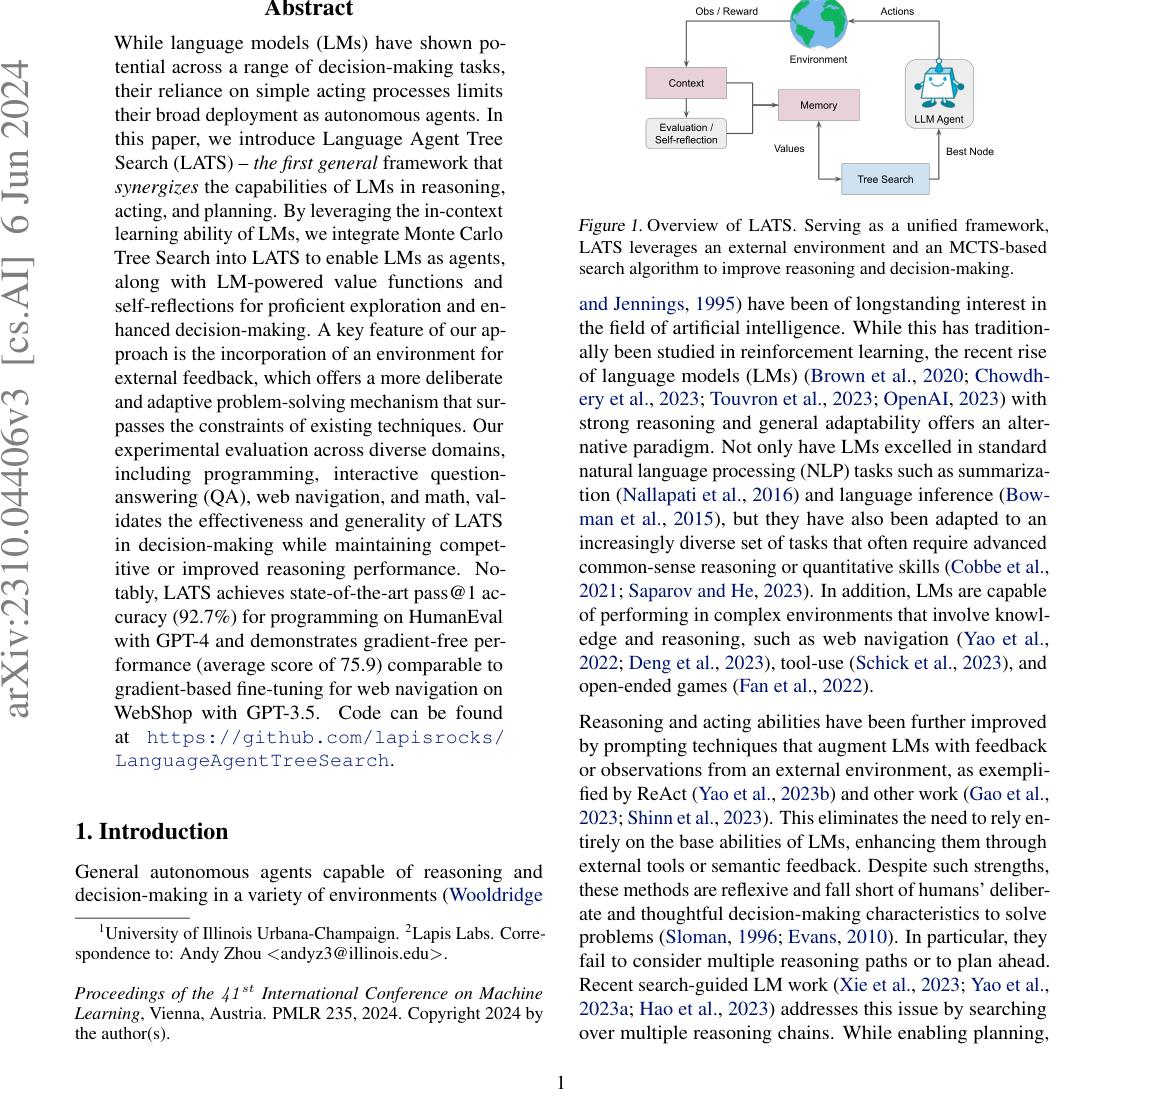 arXiv:2310.04406v3 [cs.AI] 6 Jun 2024
Abstract
While language models (LMs) have shown po-
tential across a range of decision-making tasks,
their reliance on simple acting processes limits
their broad deployment as autonomous agents. In
this paper, we introduce Language Agent Tree
Search (LATS) – the first general framework that
synergizes the capabilities of LMs in reasoning,
acting, and planning. By leveraging the in-context
learning ability of LMs, we integrate Monte Carlo
Tree Search into LATS to enable LMs as agents,
along with LM-powered value functions and
self-reflections for proficient exploration and en-
hanced decision-making. A key feature of our ap-
proach is the incorporation of an environment for
external feedback, which offers a more deliberate
and adaptive problem-solving mechanism that sur-
passes the constraints of existing techniques. Our
experimental evaluation across diverse domains,
including programming, interactive question-
answering (QA), web navigation, and math, val-
idates the effectiveness and generality of LATS
in decision-making while maintaining compet-
itive or improved reasoning performance. No-
tably, LATS achieves state-of-the-art pass@1 ac-
curacy (92.7%) for programming on HumanEval
with GPT-4 and demonstrates gradient-free per-
formance (average score of 75.9) comparable to
gradient-based fine-tuning for web navigation on
WebShop with GPT-3.5. Code can be found
at https://github.com/lapisrocks/
LanguageAgentTreeSearch.
1. Introduction
General autonomous agents capable of reasoning and
decision-making in a variety of environments (Wooldridge
1University of Illinois Urbana-Champaign. 2Lapis Labs. Corre-
spondence to: Andy Zhou <andyz3@illinois.edu>.
Proceedings of the 41st International Conference on Machine
Learning, Vienna, Austria. PMLR 235, 2024. Copyright 2024 by
the author(s).
Obs / Reward
Actions
Environment
Context
Memory
LLM Agent
Evaluation /
Self-reflection
Values
Best Node
Tree Search
Figure 1. Overview of LATS. Serving as a unified framework,
LATS leverages an external environment and an MCTS-based
search algorithm to improve reasoning and decision-making.
and Jennings, 1995) have been of longstanding interest in
the field of artificial intelligence. While this has tradition-
ally been studied in reinforcement learning, the recent rise
of language models (LMs) (Brown et al., 2020; Chowdh-
ery et al., 2023; Touvron et al., 2023; OpenAI, 2023) with
strong reasoning and general adaptability offers an alter-
native paradigm. Not only have LMs excelled in standard
natural language processing (NLP) tasks such as summariza-
tion (Nallapati et al., 2016) and language inference (Bow-
man et al., 2015), but they have also been adapted to an
increasingly diverse set of tasks that often require advanced
common-sense reasoning or quantitative skills (Cobbe et al.,
2021; Saparov and He, 2023). In addition, LMs are capable
of performing in complex environments that involve knowl-
edge and reasoning, such as web navigation (Yao et al.,
2022; Deng et al., 2023), tool-use (Schick et al., 2023), and
open-ended games (Fan et al., 2022).
Reasoning and acting abilities have been further improved
by prompting techniques that augment LMs with feedback
or observations from an external environment, as exempli-
fied by ReAct (Yao et al., 2023b) and other work (Gao et al.,
2023; Shinn et al., 2023). This eliminates the need to rely en-
tirely on the base abilities of LMs, enhancing them through
external tools or semantic feedback. Despite such strengths,
these methods are reflexive and fall short of humans’ deliber-
ate and thoughtful decision-making characteristics to solve
problems (Sloman, 1996; Evans, 2010). In particular, they
fail to consider multiple reasoning paths or to plan ahead.
Recent search-guided LM work (Xie et al., 2023; Yao et al.,
2023a; Hao et al., 2023) addresses this issue by searching
over multiple reasoning chains. While enabling planning,
1